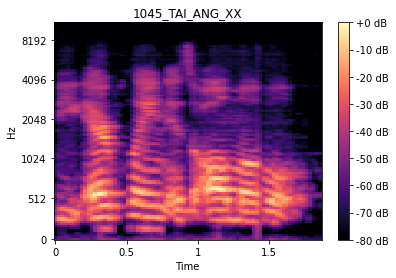 1045_TAI_ANG_XX
Hz
8192
4096
2048
1024
512
0
0
0.5
1
1.5
Time
+0 dB
-10 dB
-20 dB
-30 dB
-40 dB
-50 dB
-60 dB
-70 dB
-80 dB